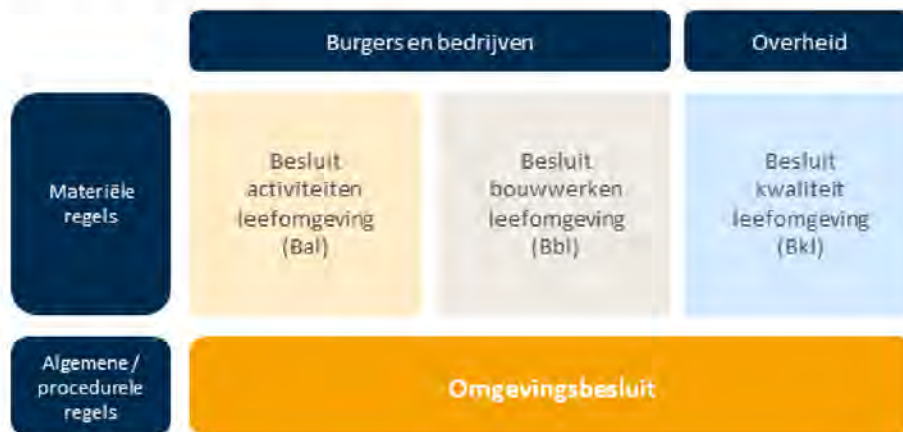 Burgers en bedrijven
Overheid
Materiële
regels
Besluit
activiteiten
leefomgeving
(Bal)
Besluit
bouwwerken
leefomgeving
(Bbl)
Besluit
kwaliteit
leefomgeving
(Bkl)
Algemene /
procedurele
regels
Omgevingsbesluit